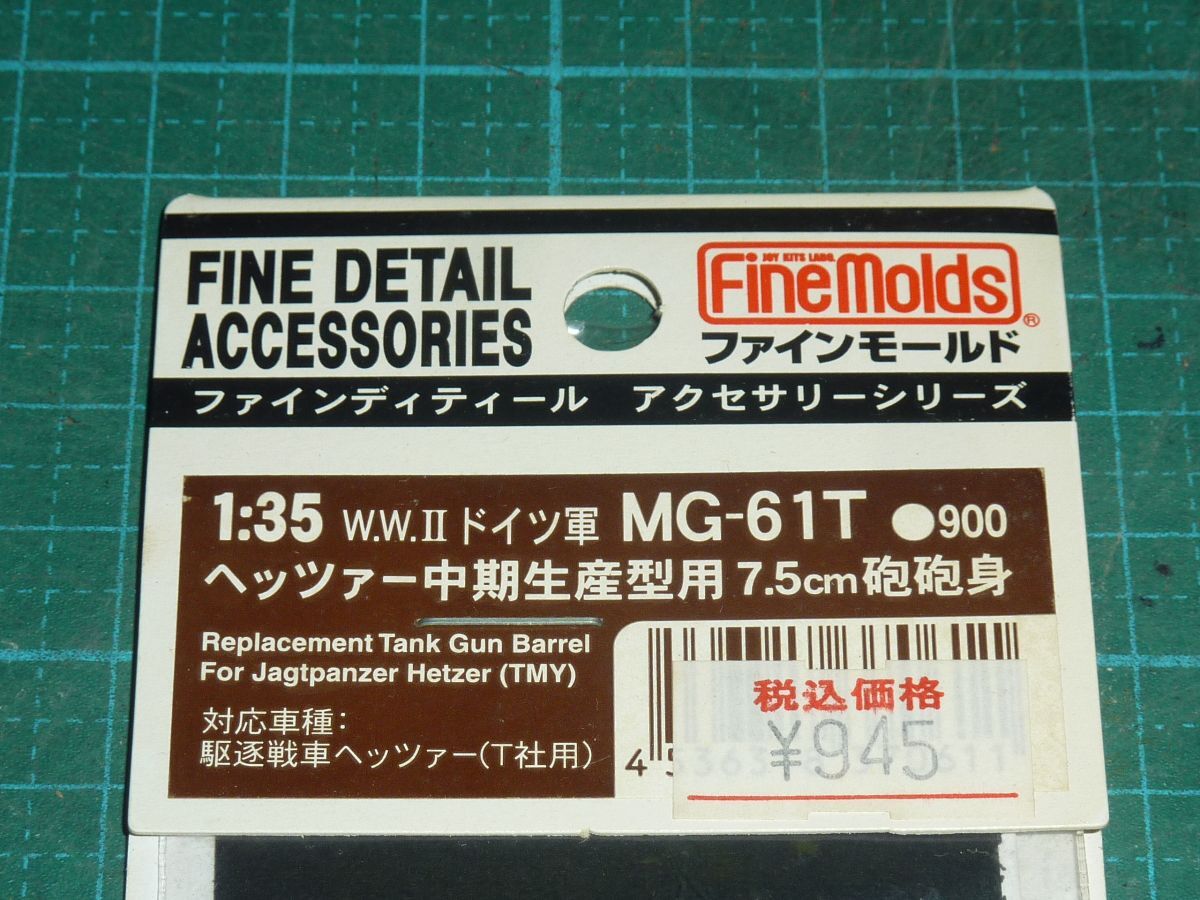 FINE DETAIL
ACCESSORIES
JOY KITS LABO.
FineMolds®
ファインモールド
ファインディティール アクセサリーシリーズ
1:35 W.W.II ドイツ軍 MG-61T ●900
ヘッツァー中期生産型用 7.5cm砲砲身
Replacement Tank Gun Barrel
For Jagtpanzer Hetzer (TMY)
対応車種：
駆逐戦車ヘッツァー(T社用)
税込価格
¥945